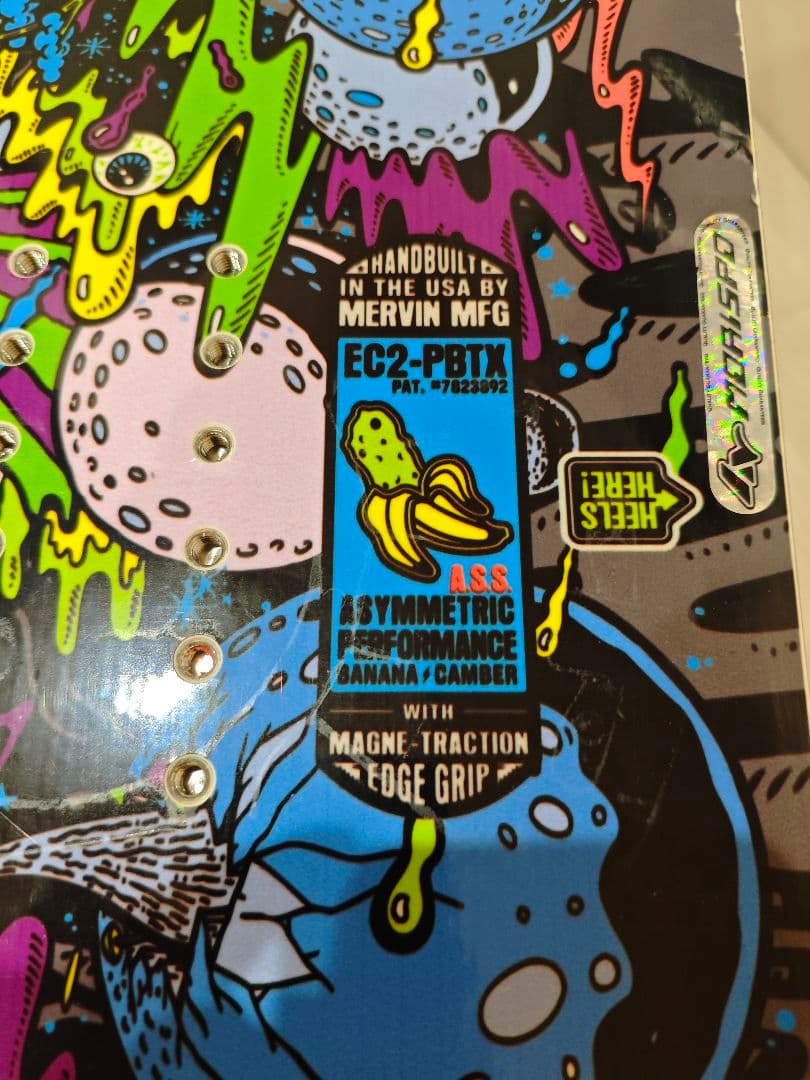 HANDBUILT
IN THE USA BY
MERVIN MFG
EC2-PBTX
PAT. #7823892
A.S.S.
ASYMMETRIC
PERFORMANCE
BANANA⚡CAMBER
WITH
MAGNE-TRACTION
EDGE GRIP
HEELS
HERE!
MORISPO